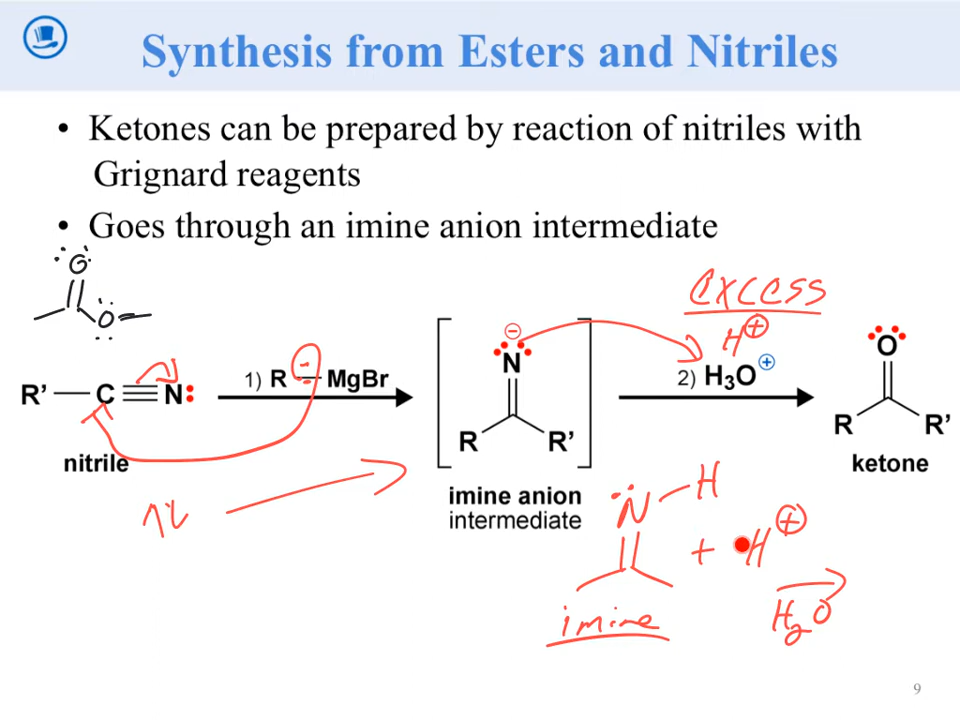 Synthesis from Esters and Nitriles
• Ketones can be prepared by reaction of nitriles with
Grignard reagents
• Goes through an imine anion intermediate
O
O
excess
H⊕
R' — C ≡ N:
1) R — MgBr
⊖
N
R R'
2) H3O⊕
O
R R'
nitrile
imine anion
intermediate
ketone
N — H
+ H⊕
imine
H2O
9